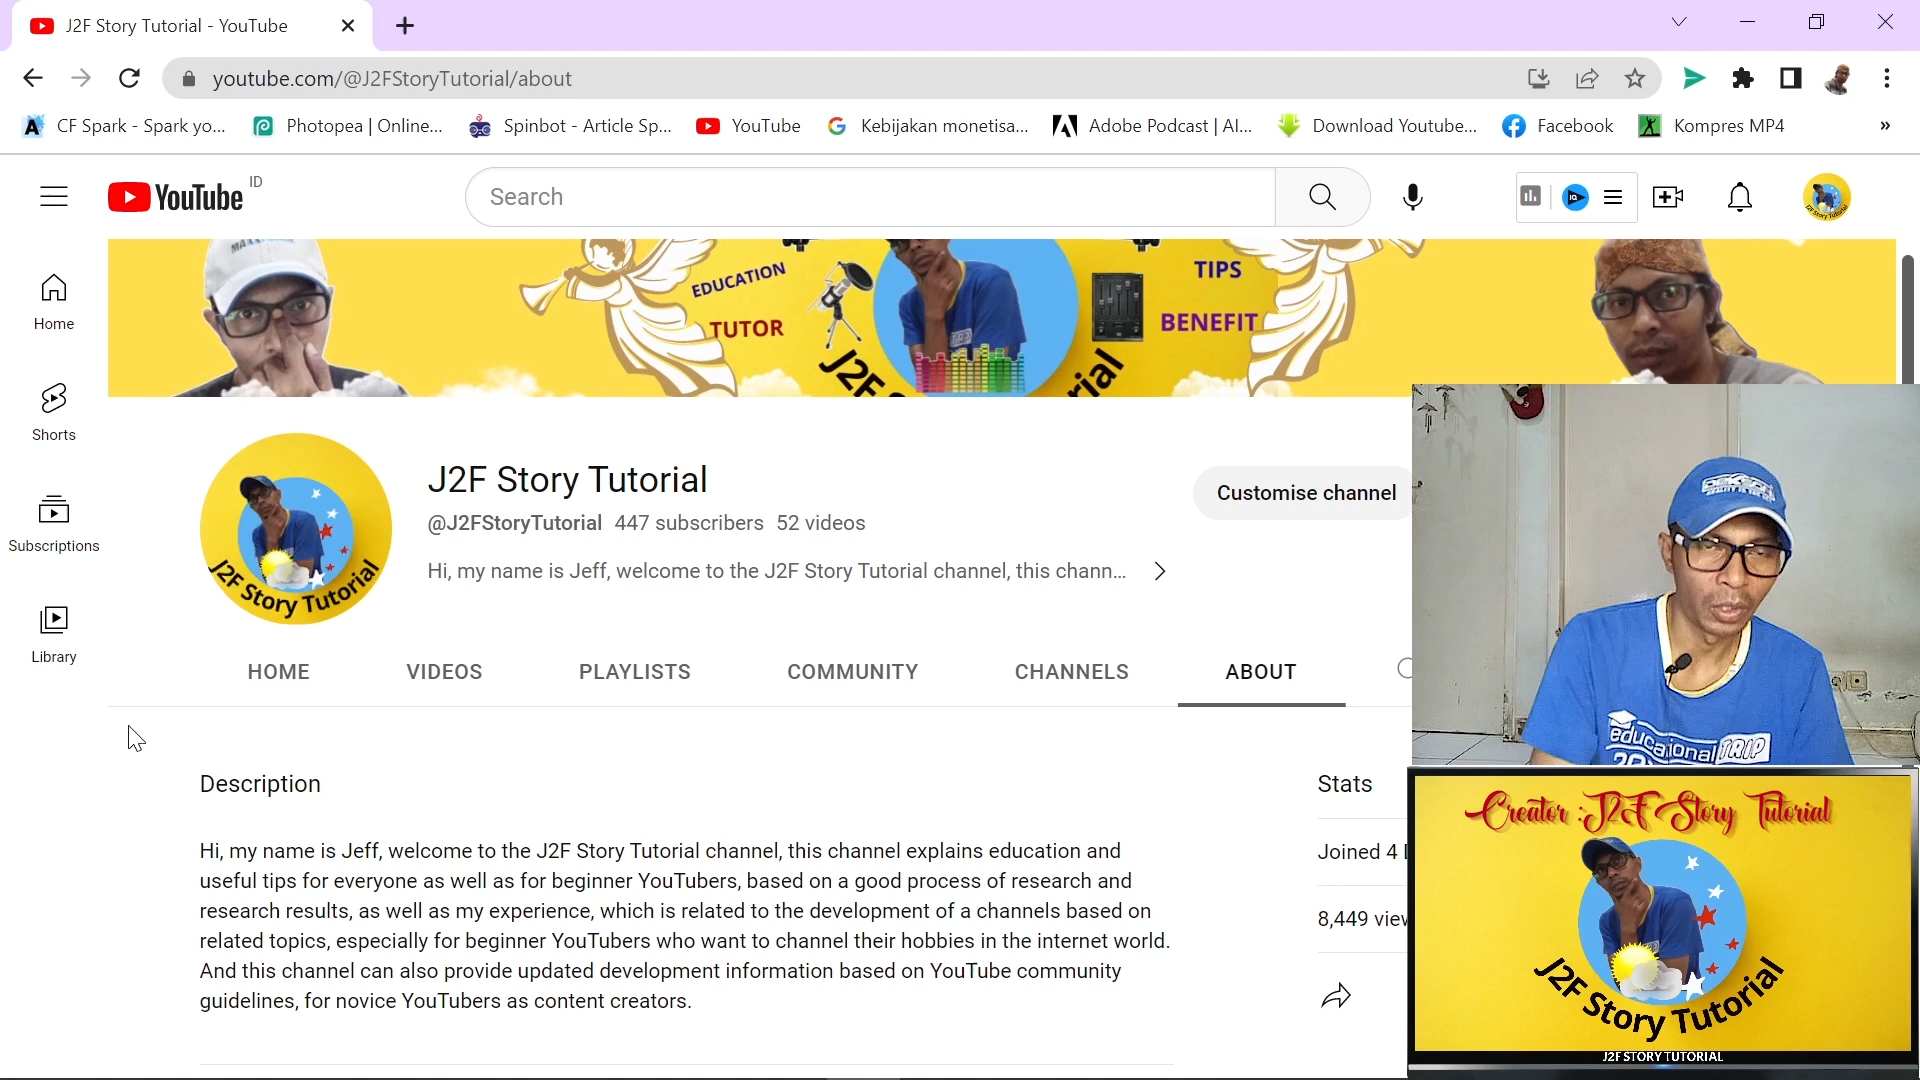 J2F Story Tutorial - YouTube
youtube.com/@J2FStoryTutorial/about
CF Spark - Spark yo...
Photopea | Online...
Spinbot - Article Sp...
YouTube
Kebijakan monetisa...
Adobe Podcast | AI...
Download Youtube...
Facebook
Kompres MP4
YouTube ID
Search
Home
Shorts
Subscriptions
Library
EDUCATION
TUTOR
TIPS
BENEFIT
J2F Story Tutorial
@J2FStoryTutorial 447 subscribers 52 videos
Hi, my name is Jeff, welcome to the J2F Story Tutorial channel, this chann...
Customise channel
J2F Story Tutorial
HOME
VIDEOS
PLAYLISTS
COMMUNITY
CHANNELS
ABOUT
Description
Hi, my name is Jeff, welcome to the J2F Story Tutorial channel, this channel explains education and
useful tips for everyone as well as for beginner YouTubers, based on a good process of research and
research results, as well as my experience, which is related to the development of a channels based on
related topics, especially for beginner YouTubers who want to channel their hobbies in the internet world.
And this channel can also provide updated development information based on YouTube community
guidelines, for novice YouTubers as content creators.
Stats
Joined 4
8,449
educational TRIP
Creator : J2F Story Tutorial
J2F Story Tutorial
J2F STORY TUTORIAL